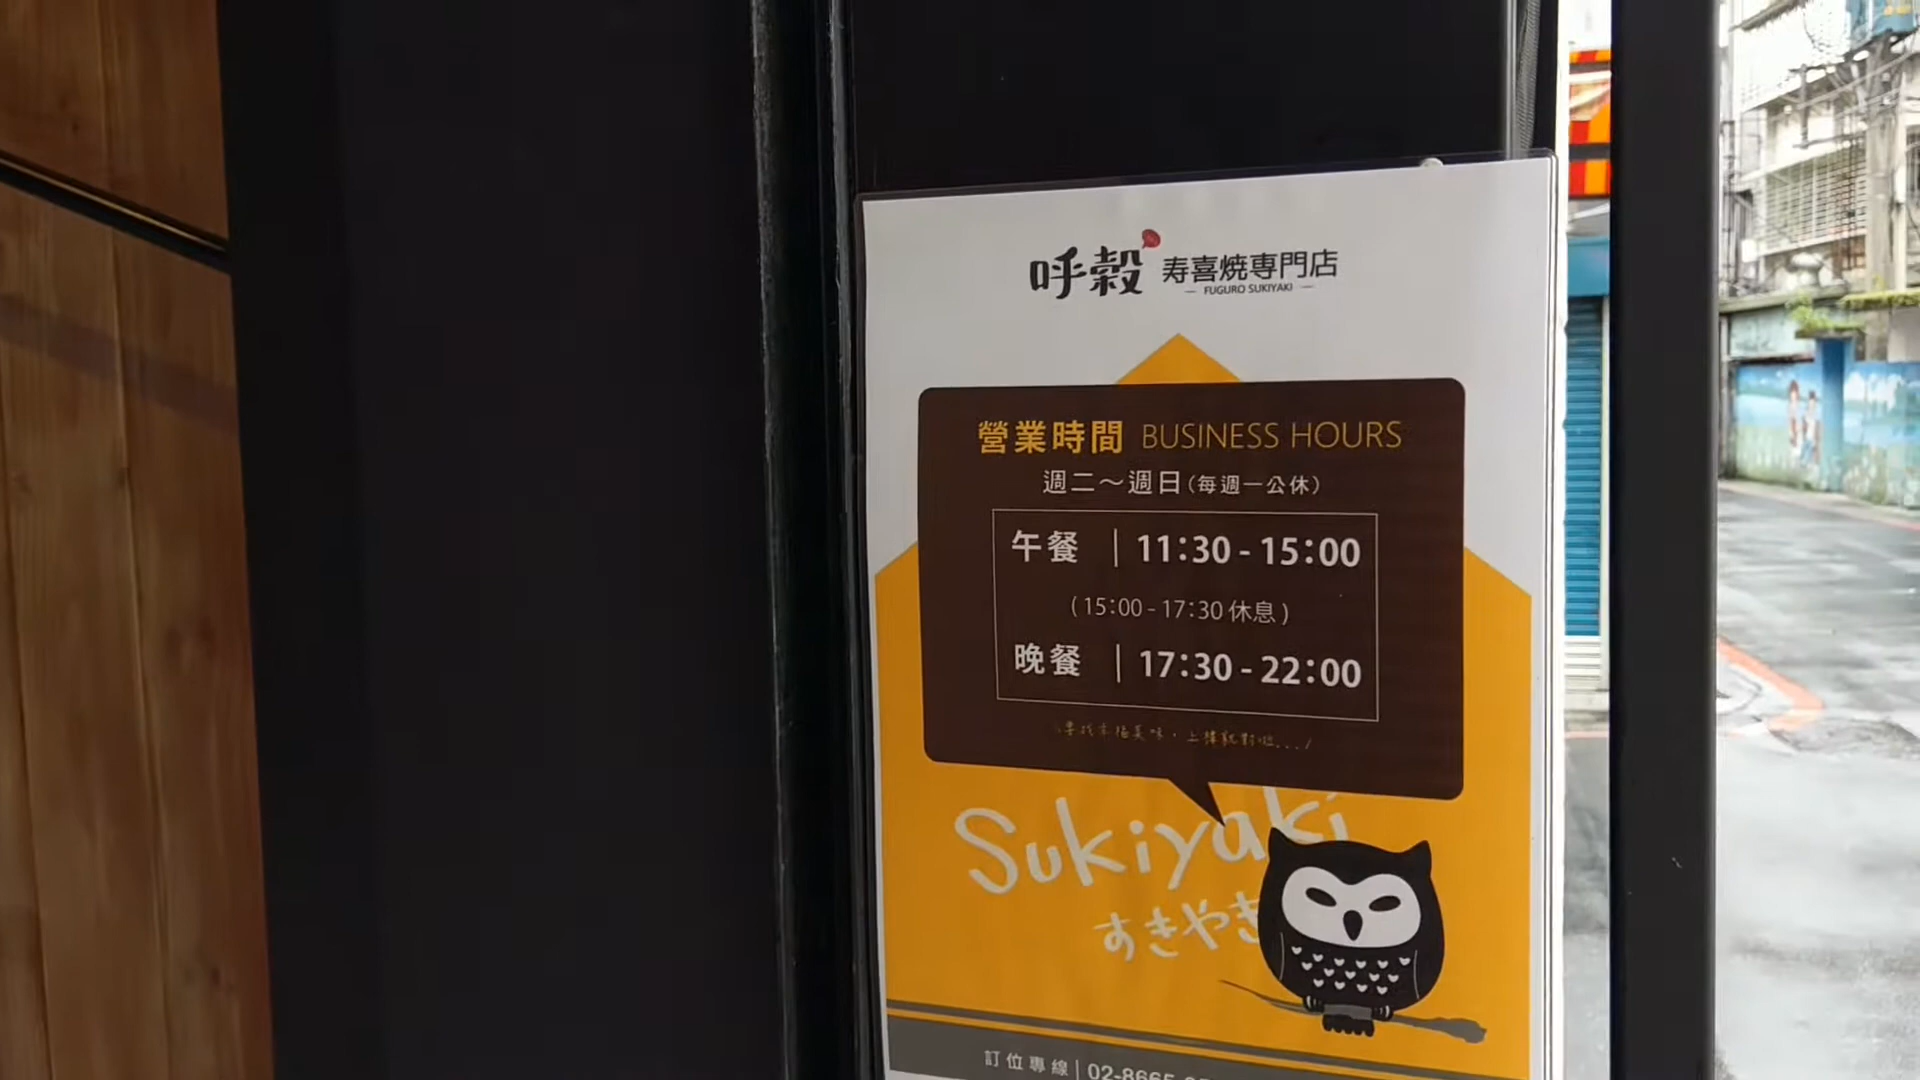 呼穀 寿喜焼専門店
FUGURO SUKIYAKI
營業時間 BUSINESS HOURS
週二～週日(每週一公休)
午餐 | 11:30 - 15:00
(15:00 - 17:30 休息)
晚餐 | 17:30 - 22:00
Sukiyaki
すきやき
訂位專線 | 02-8665